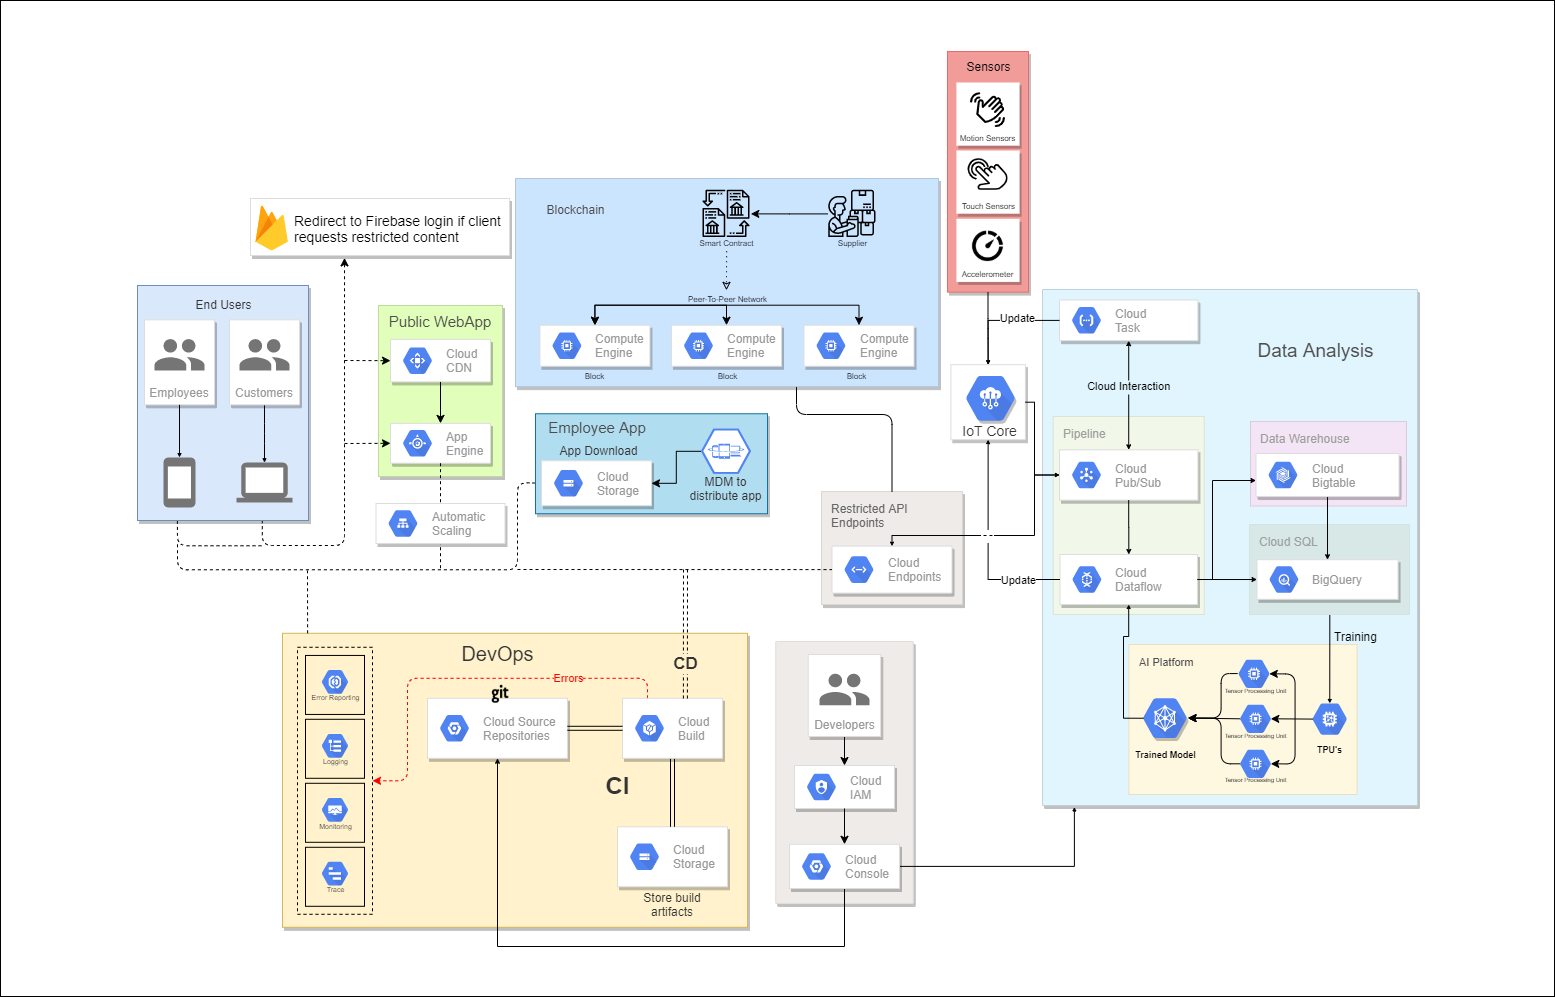 Sensors
Motion Sensors
Touch Sensors
Accelerometer
Blockchain
Smart Contract
Supplier
Peer-To-Peer Network
Compute
Engine
Block
Compute
Engine
Block
Compute
Engine
Block
Redirect to Firebase login if client
requests restricted content
End Users
Employees
Customers
Public WebApp
Cloud
CDN
App
Engine
Automatic
Scaling
Employee App
App Download
Cloud
Storage
MDM to
distribute app
Restricted API
Endpoints
Cloud
Endpoints
Update
IoT Core
Update
Data Analysis
Cloud
Task
Cloud Interaction
Pipeline
Cloud
Pub/Sub
Cloud
Dataflow
Data Warehouse
Cloud
Bigtable
Cloud SQL
BigQuery
Training
AI Platform
Trained Model
Tensor Processing Unit
Tensor Processing Unit
Tensor Processing Unit
TPU's
DevOps
Error Reporting
Logging
Monitoring
Trace
git
Errors
CD
Cloud Source
Repositories
Cloud
Build
CI
Cloud
Storage
Store build
artifacts
Developers
Cloud
IAM
Cloud
Console